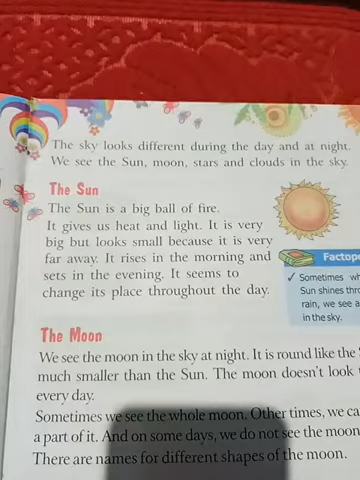 The sky looks different during the day and at night.
We see the Sun, moon, stars and clouds in the sky.
The Sun
The Sun is a big ball of fire.
It gives us heat and light. It is very
big but looks small because it is very
far away. It rises in the morning and
sets in the evening. It seems to
change its place throughout the day.
Factope
✓ Sometimes wh
Sun shines thro
rain, we see a
in the sky.
The Moon
We see the moon in the sky at night. It is round like the
much smaller than the Sun. The moon doesn't look
every day.
Sometimes we see the whole moon. Other times, we ca
a part of it. And on some days, we do not see the moon
There are names for different shapes of the moon.